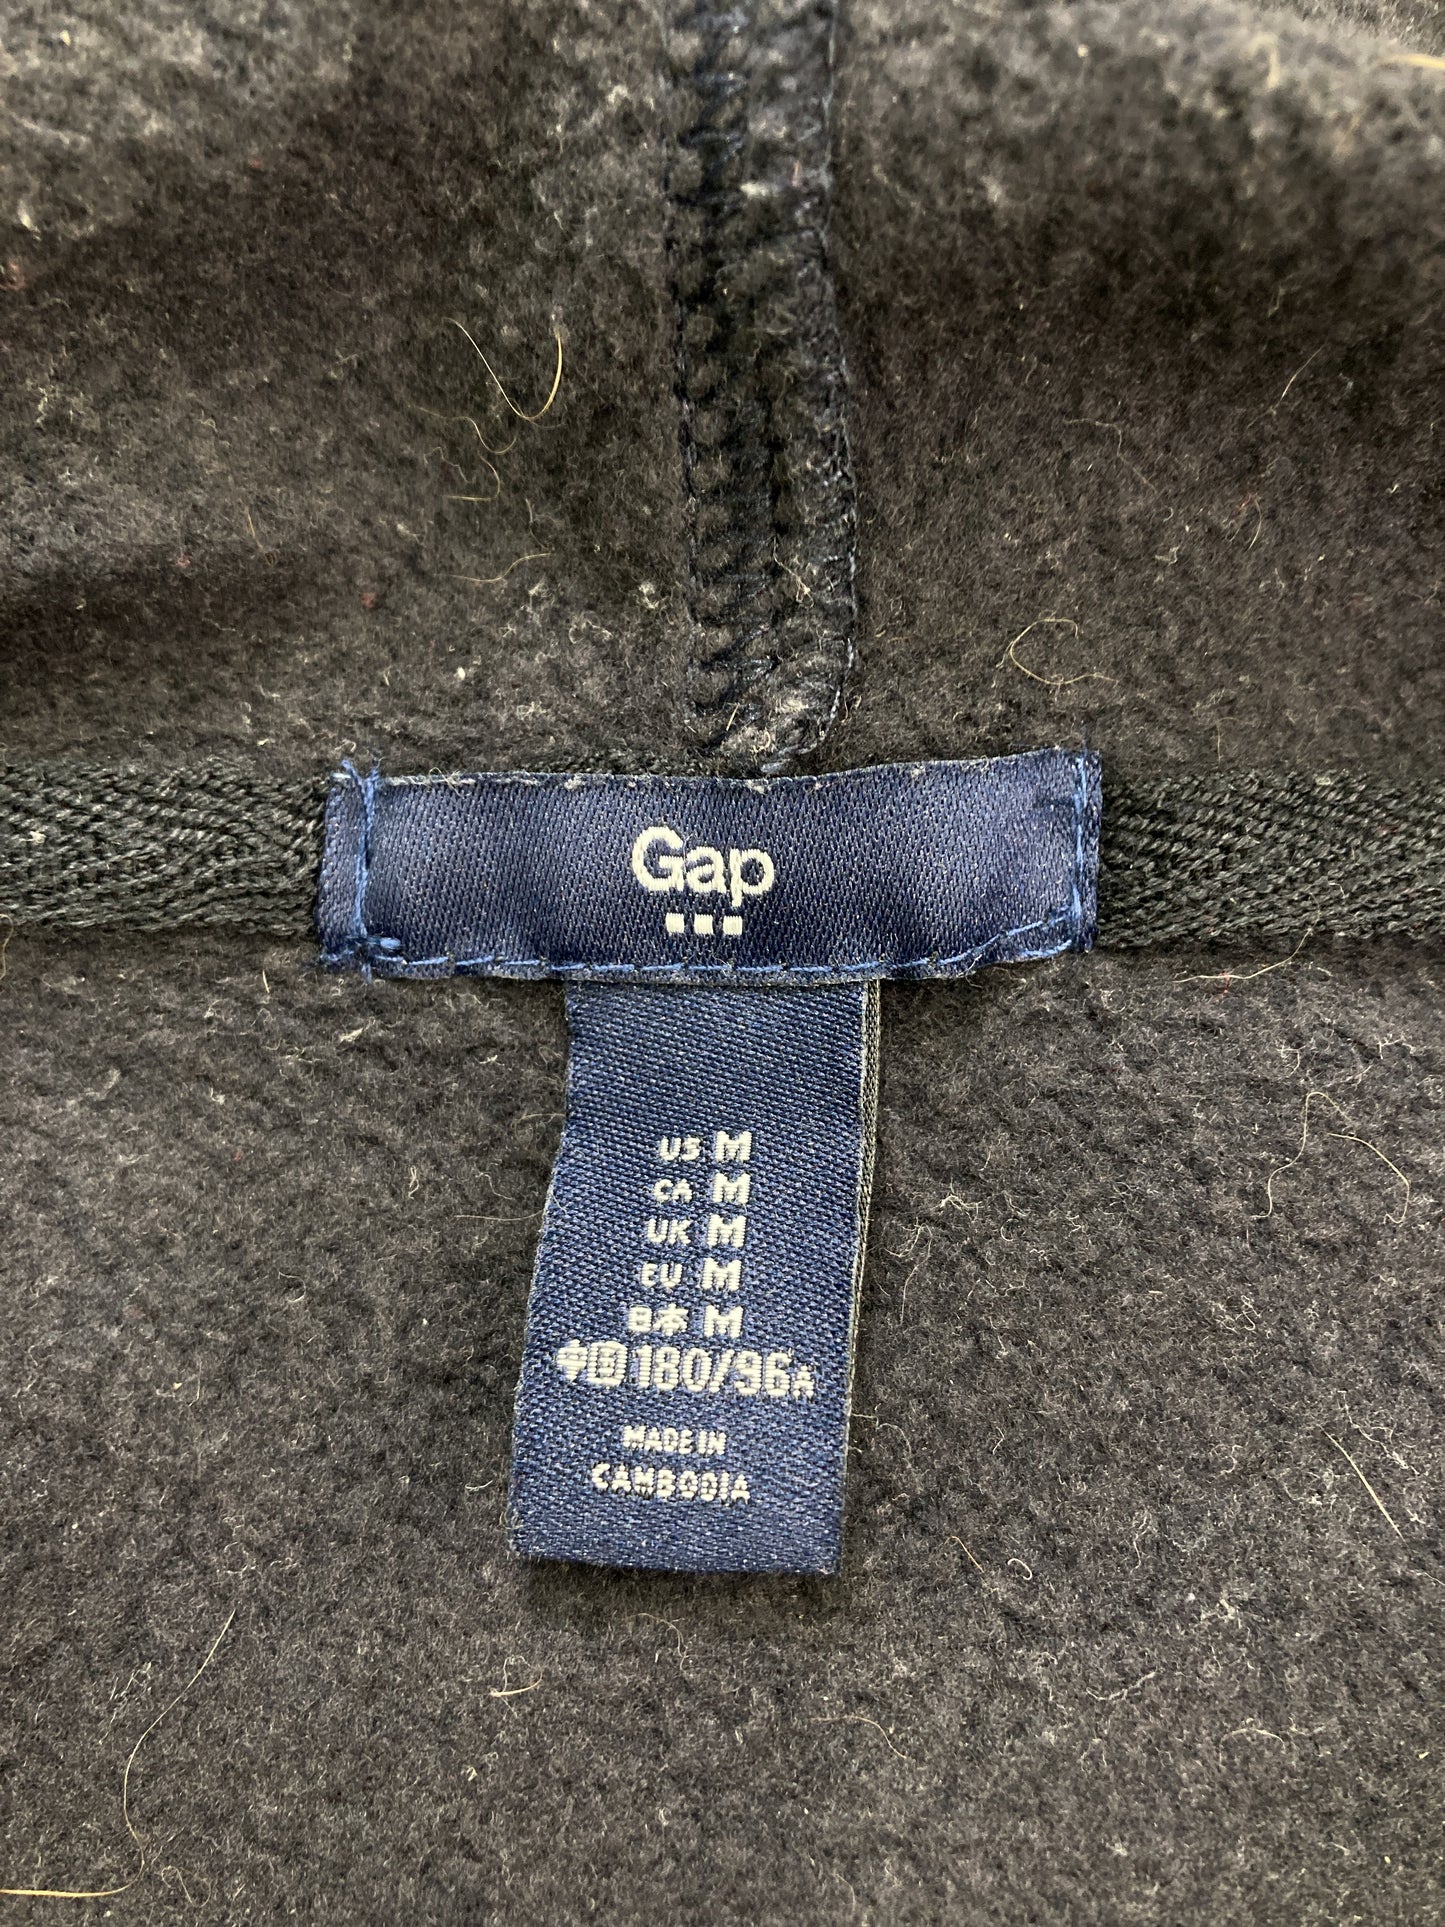 Gap
US M
CA M
UK M
EU M
日本 M
中国 180/96A
MADE IN
CAMBODIA